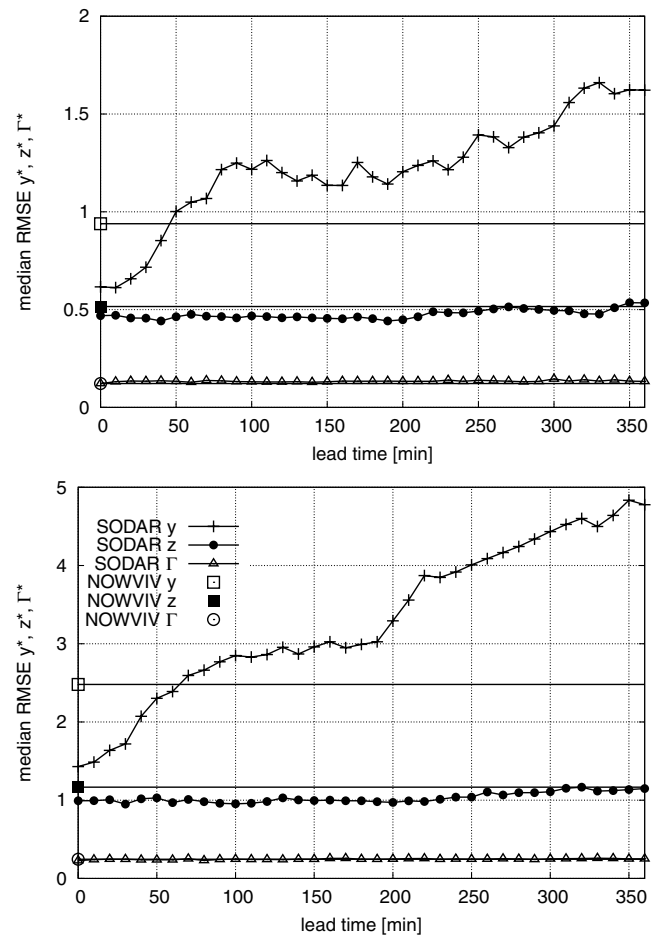 2
1.5
1
0.5
0
median RMSE y*, z*, Γ*
0 50 100 150 200 250 300 350
lead time [min]
5
4
3
2
1
0
median RMSE y*, z*, Γ*
SODAR y
SODAR z
SODAR Γ
NOWVIV y
NOWVIV z
NOWVIV Γ
0 50 100 150 200 250 300 350
lead time [min]